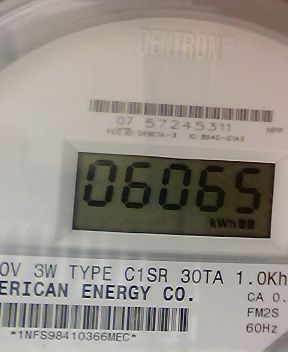 CENTRON
07 57245311
HPP
06065
kWh
0V 3W TYPE C1SR 30TA 1.0Kh
ERICAN ENERGY CO.
CA 0.
FM2S
60Hz
*1NFS98410366MEC*